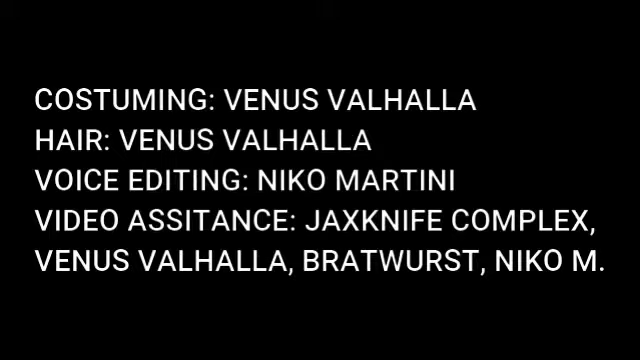 COSTUMING: VENUS VALHALLA
HAIR: VENUS VALHALLA
VOICE EDITING: NIKO MARTINI
VIDEO ASSITANCE: JAXKNIFE COMPLEX,
VENUS VALHALLA, BRATWURST, NIKO M.